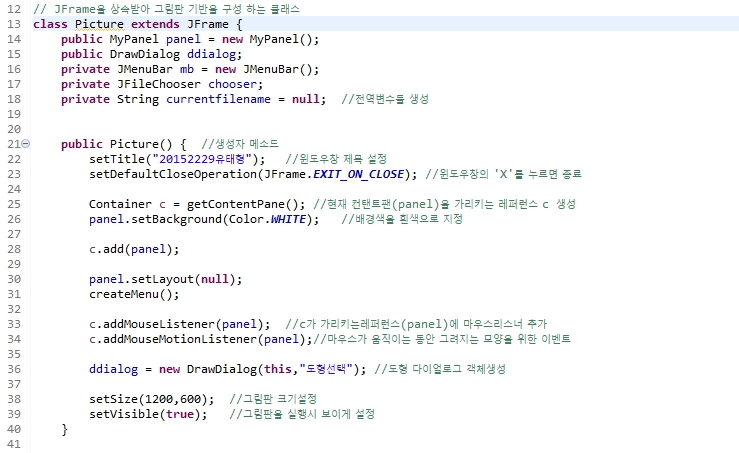 12 // JFrame을 상속받아 그림판 기반을 구성 하는 클래스
13 class Picture extends JFrame {
14 public MyPanel panel = new MyPanel();
15 public DrawDialog ddialog;
16 private JMenuBar mb = new JMenuBar();
17 private JFileChooser chooser;
18 private String currentfilename = null; //전역변수들 생성
19
20
21 public Picture() { //생성자 메소드
22 setTitle("20152229유태형"); //윈도우창 제목 설정
23 setDefaultCloseOperation(JFrame.EXIT_ON_CLOSE); //윈도우창의 'X'를 누르면 종료
24
25 Container c = getContentPane(); //현재 컨탠트팬(panel)을 가리키는 레퍼런스 c 생성
26 panel.setBackground(Color.WHITE); //배경색을 흰색으로 지정
27
28 c.add(panel);
29
30 panel.setLayout(null);
31 createMenu();
32
33 c.addMouseListener(panel); //c가 가리키는레퍼런스(panel)에 마우스리스너 추가
34 c.addMouseMotionListener(panel);//마우스가 움직이는 동안 그려지는 모양을 위한 이벤트
35
36 ddialog = new DrawDialog(this,"도형선택"); //도형 다이얼로그 객체생성
37
38 setSize(1200,600); //그림판 크기설정
39 setVisible(true); //그림판을 실행시 보이게 설정
40 }
41